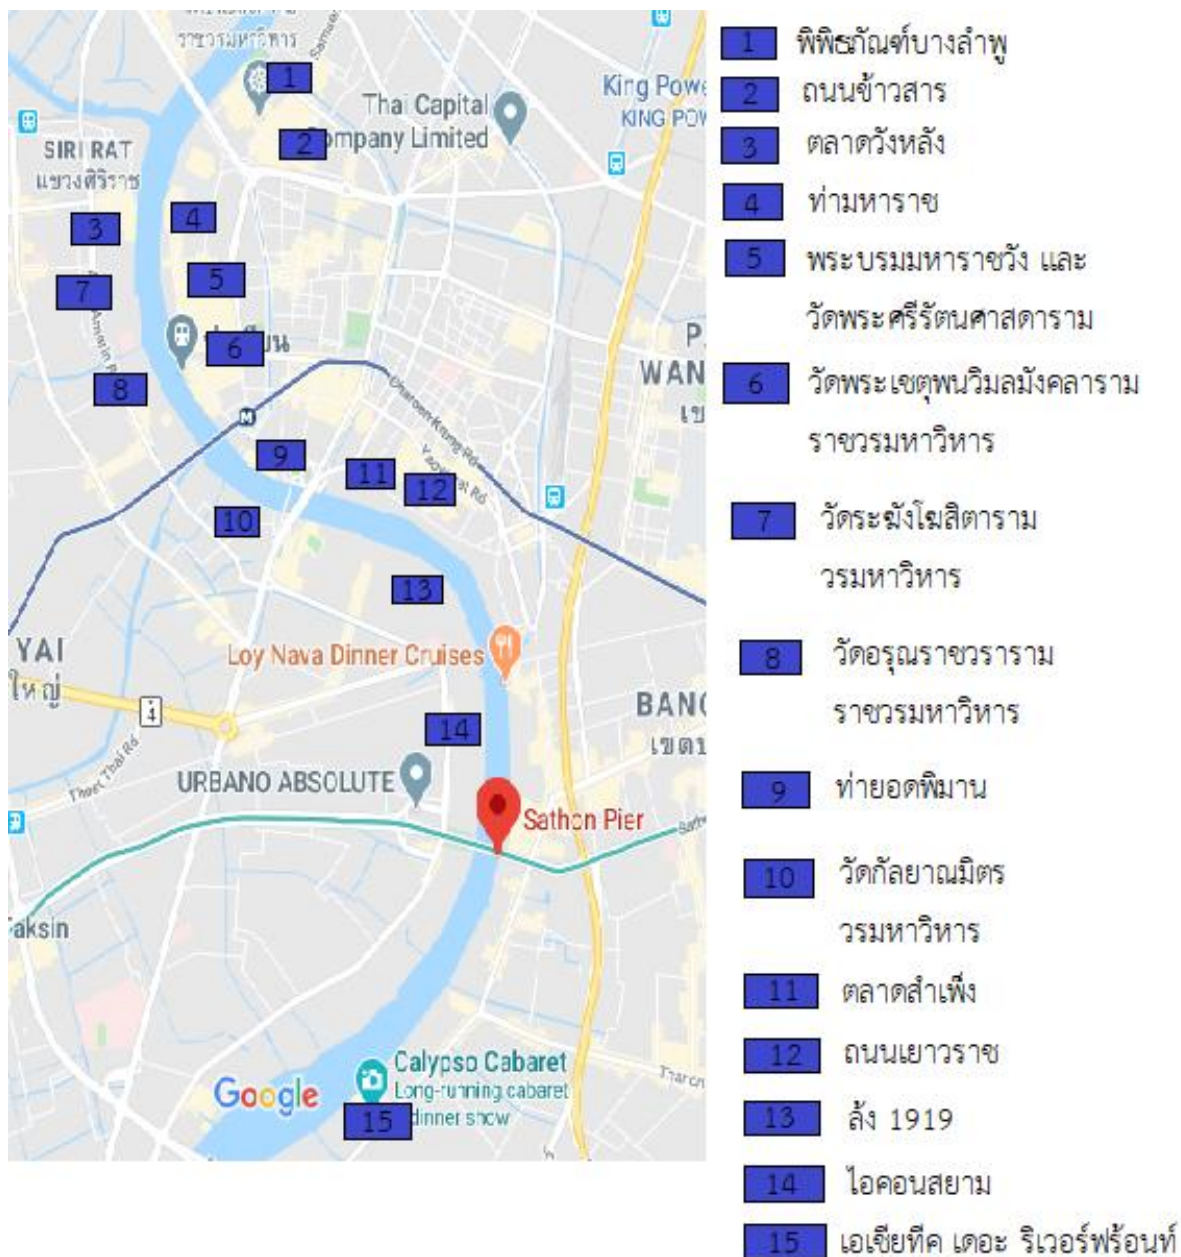 ราชวรมหาวิหาร
1
Thai Capital
Company Limited
2
King Powe
KING POW
SIRI RAT
แขวงศิริราช
3
4
5
7
6
8
WAN
9
11
12
10
13
YAI
ใหญ่
4
Loy Nava Dinner Cruises
14
BANG
URBANO ABSOLUTE
Sathon Pier
Theet Thai Rd
aksin
Calypso Cabaret
Long-running cabaret
dinner show
Google
15
1 พิพิธภัณฑ์บางลำพู
2 ถนนข้าวสาร
3 ตลาดวังหลัง
4 ท่ามหาราช
5 พระบรมมหาราชวัง และ
วัดพระศรีรัตนศาสดาราม
6 วัดพระเชตุพนวิมลมังคลาราม
ราชวรมหาวิหาร
7 วัดระฆังโฆสิตาราม
วรมหาวิหาร
8 วัดอรุณราชวราราม
ราชวรมหาวิหาร
9 ท่ายอดพิมาน
10 วัดกัลยาณมิตร
วรมหาวิหาร
11 ตลาดสำเพ็ง
12 ถนนเยาวราช
13 ล้ง 1919
14 ไอคอนสยาม
15 เอเชียทีค เดอะ ริเวอร์ฟร้อนท์